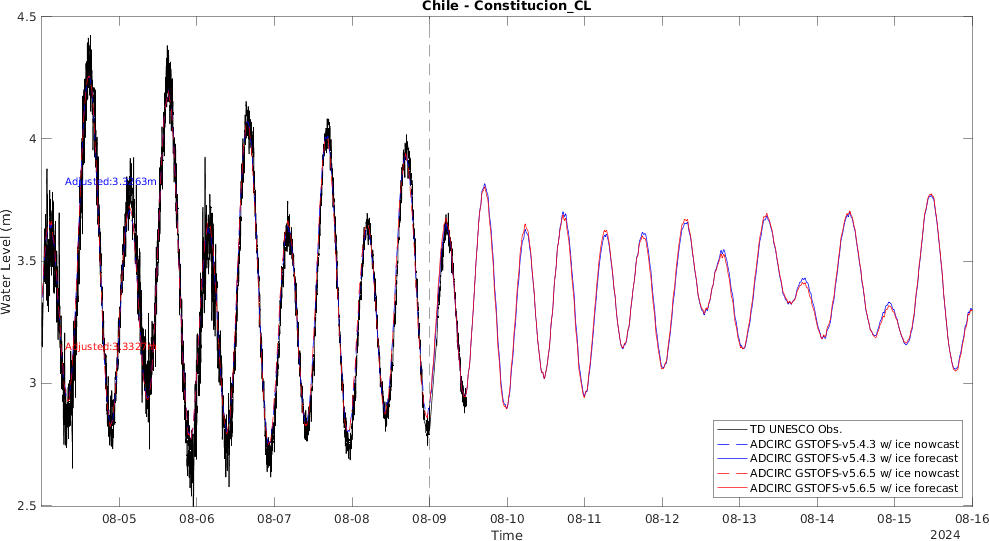 Chile - Constitucion_CL
4.5
4
3.5
3
2.5
Water Level (m)
Adjusted:
Adjusted:
TD UNESCO Obs.
ADCIRC GSTOFS-v5.4.3 w/ ice nowcast
ADCIRC GSTOFS-v5.4.3 w/ ice forecast
ADCIRC GSTOFS-v5.6.5 w/ ice nowcast
ADCIRC GSTOFS-v5.6.5 w/ ice forecast
08-05 08-06 08-07 08-08 08-09 08-10 08-11 08-12 08-13 08-14 08-15 08-16
Time
2024